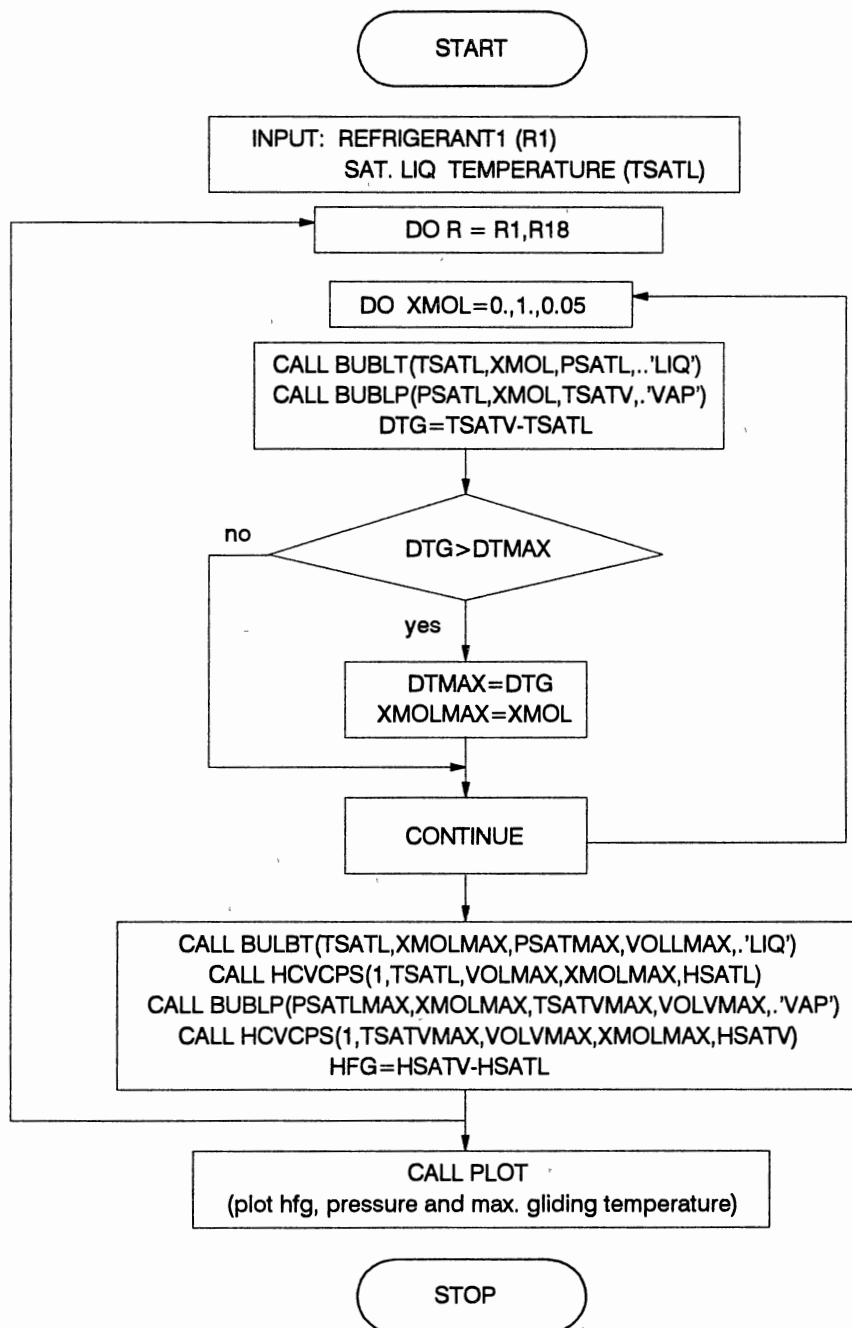 START
INPUT: REFRIGERANT1 (R1)
SAT. LIQ TEMPERATURE (TSATL)
DO R = R1,R18
DO XMOL=0.,1.,0.05
CALL BUBLT(TSATL,XMOL,PSATL,..'LIQ')
CALL BUBLP(PSATL,XMOL,TSATV,.'VAP')
DTG=TSATV-TSATL
no
DTG>DTMAX
yes
DTMAX=DTG
XMOLMAX=XMOL
CONTINUE
CALL BULBT(TSATL,XMOLMAX,PSATMAX,VOLLMAX,.'LIQ')
CALL HCVCPS(1,TSATL,VOLMAX,XMOLMAX,HSATL)
CALL BUBLP(PSATLMAX,XMOLMAX,TSATVMAX,VOLVMAX,.'VAP')
CALL HCVCPS(1,TSATVMAX,VOLVMAX,XMOLMAX,HSATV)
HFG=HSATV-HSATL
CALL PLOT
(plot hfg, pressure and max. gliding temperature)
STOP